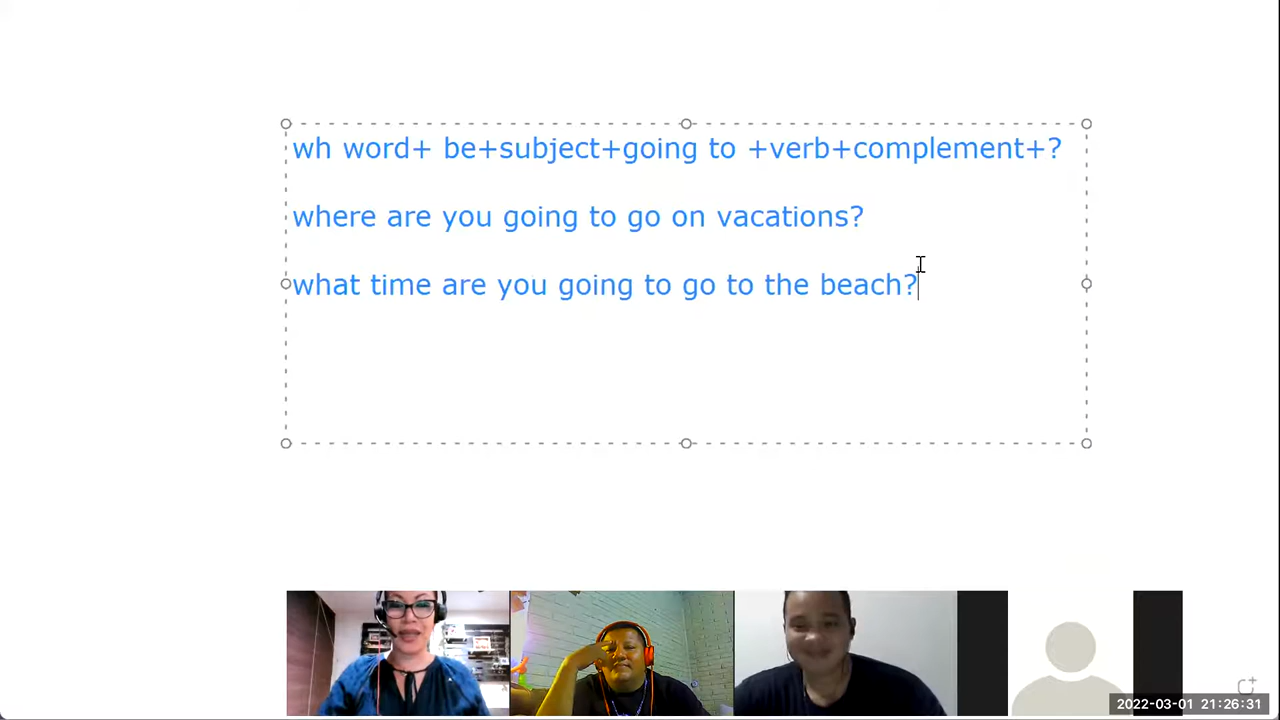 wh word+ be+subject+going to +verb+complement+?
where are you going to go on vacations?
what time are you going to go to the beach?
2022-03-01 21:26:31